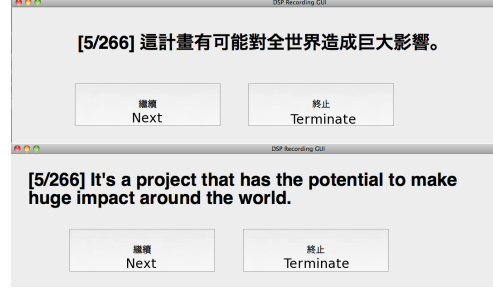 DSP Recording GUI
[5/266] 這計畫有可能對全世界造成巨大影響。
繼續 終止
Next Terminate
DSP Recording GUI
[5/266] It's a project that has the potential to make
huge impact around the world.
繼續 終止
Next Terminate